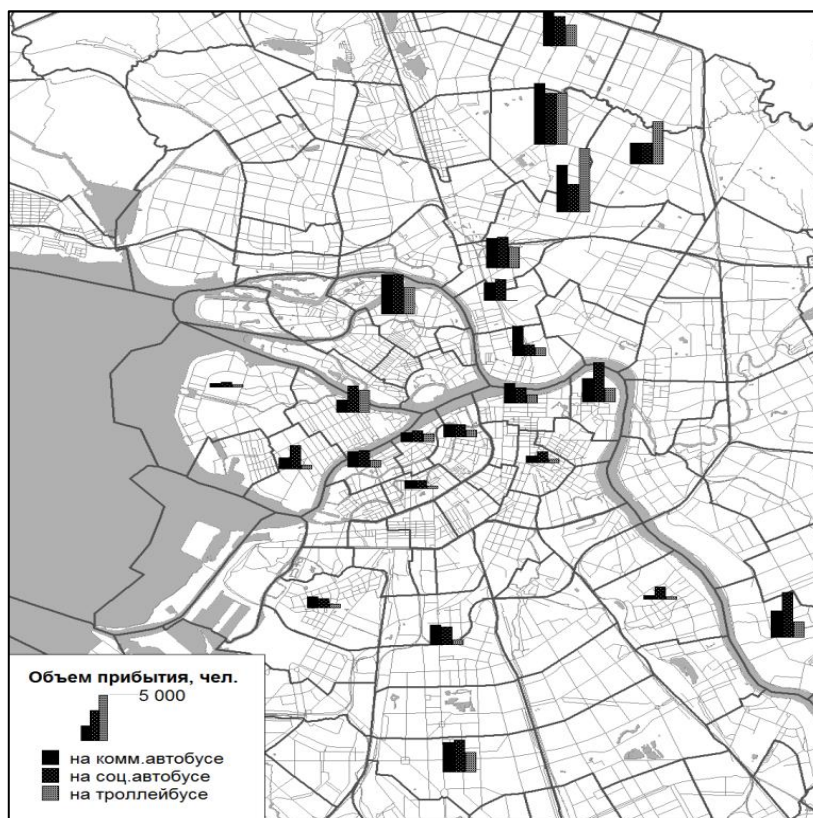 Объем прибытия, чел.
5 000
на комм.автобусе
на соц.автобусе
на троллейбусе